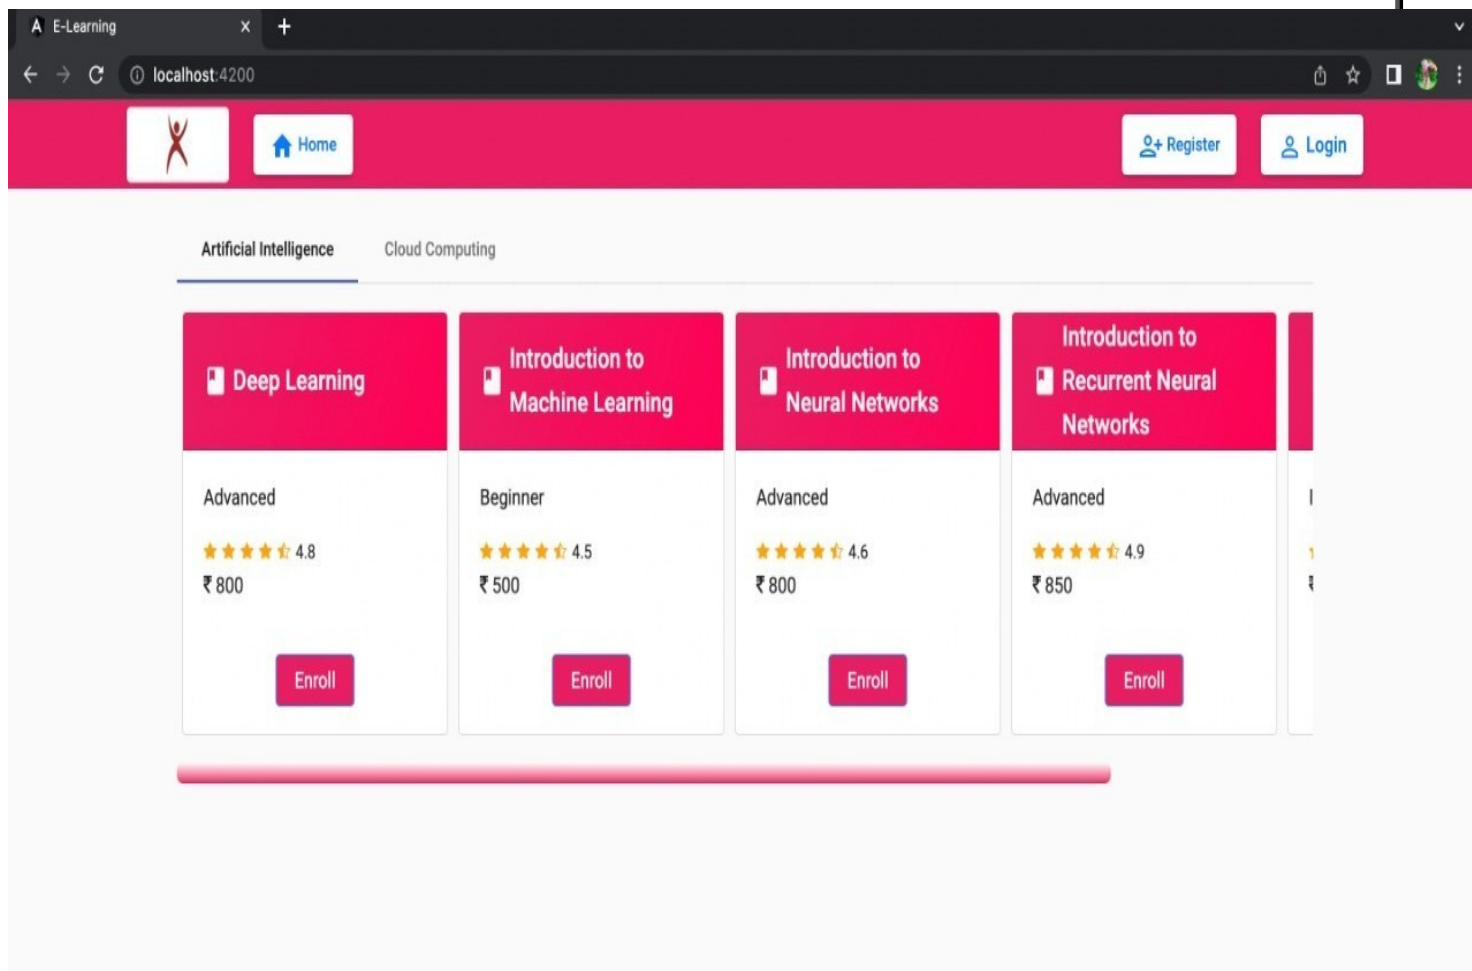 E-Learning
localhost:4200
Home
Register
Login
Artificial Intelligence
Cloud Computing
Deep Learning
Advanced
4.8
₹ 800
Enroll
Introduction to
Machine Learning
Beginner
4.5
₹ 500
Enroll
Introduction to
Neural Networks
Advanced
4.6
₹ 800
Enroll
Introduction to
Recurrent Neural
Networks
Advanced
4.9
₹ 850
Enroll